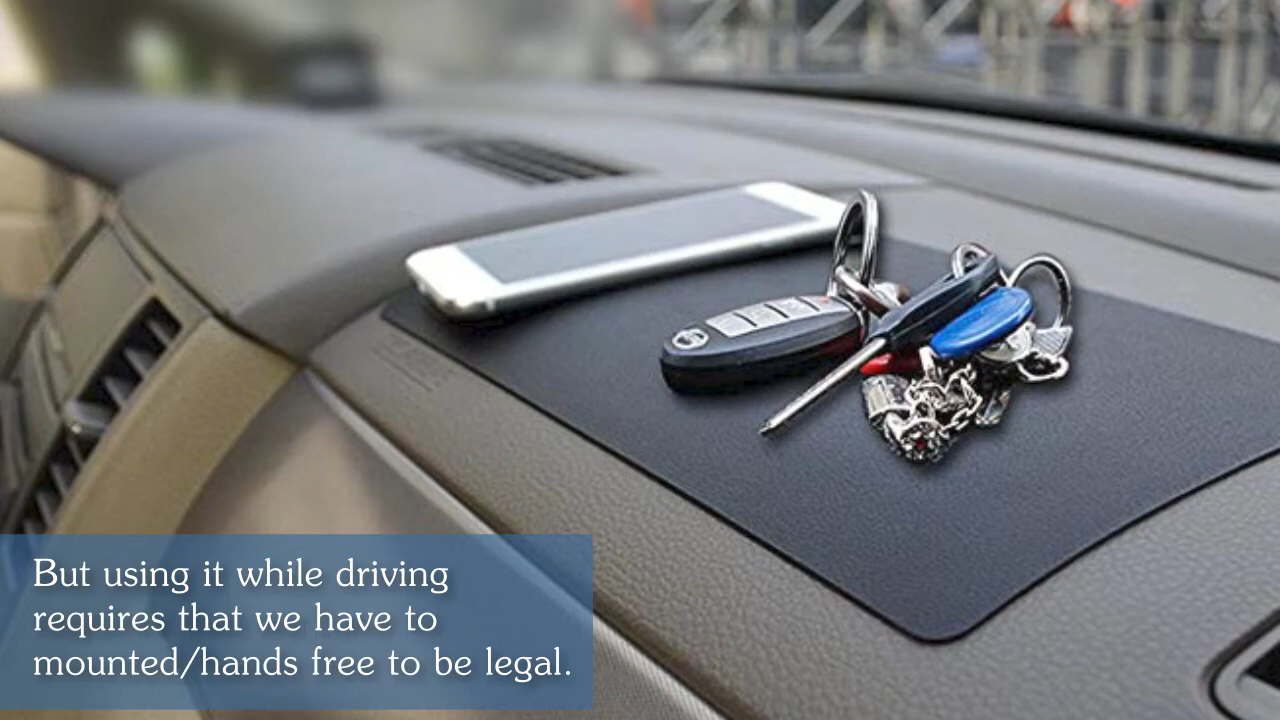 But using it while driving
requires that we have to
mounted/hands free to be legal.